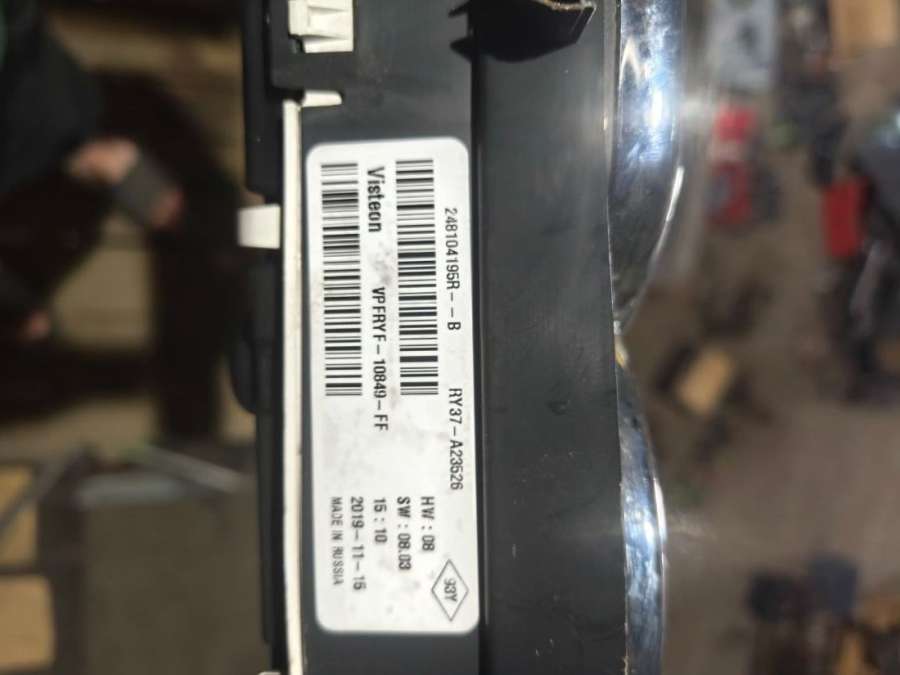 248104195R--B RY37-A23526
Visteon VPFRYF-10849-FF
HW : 08
SW : 08.03
15 : 10
2019-11-15
MADE IN RUSSIA
93Y